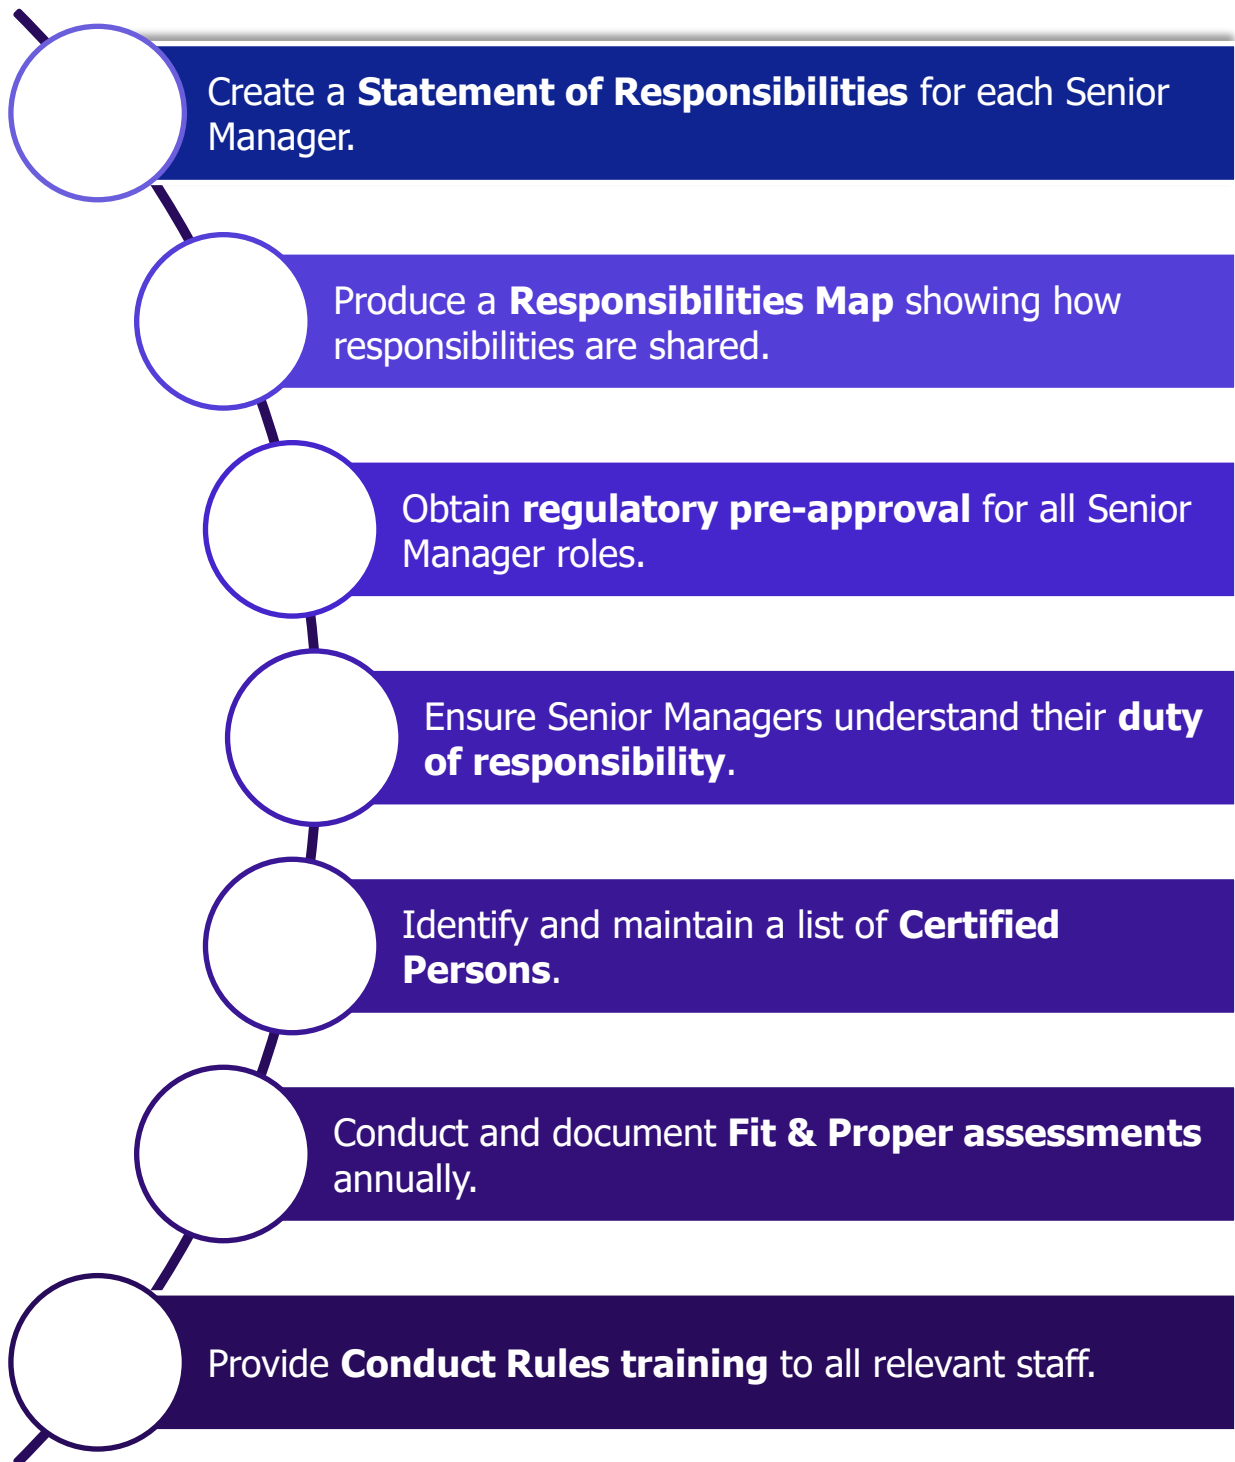 Create a Statement of Responsibilities for each Senior
Manager.
Produce a Responsibilities Map showing how
responsibilities are shared.
Obtain regulatory pre-approval for all Senior
Manager roles.
Ensure Senior Managers understand their duty
of responsibility.
Identify and maintain a list of Certified
Persons.
Conduct and document Fit & Proper assessments
annually.
Provide Conduct Rules training to all relevant staff.